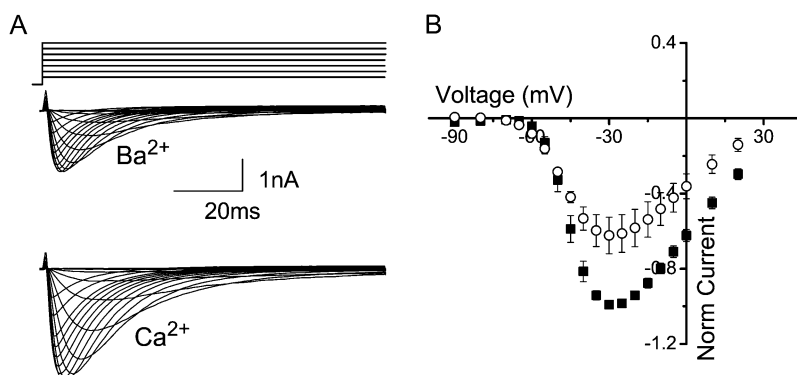 A
Ba2+
1nA
20ms
Ca2+
B
0.4
Voltage (mV)
-90
-60
-30
30
-0.4
-0.8
-1.2
Norm Current